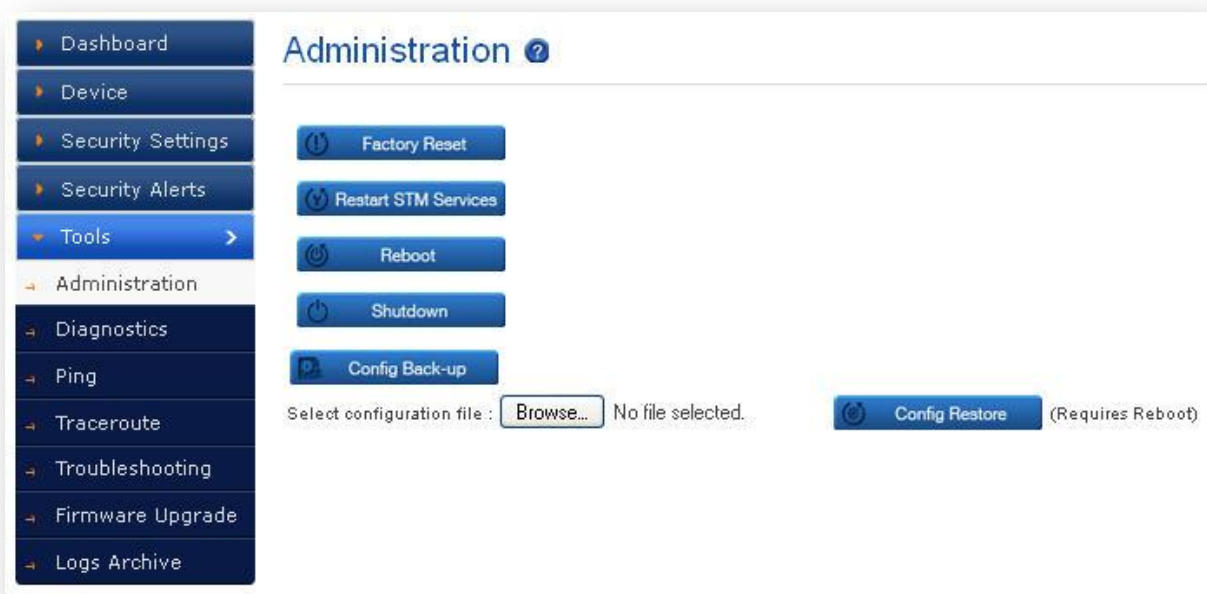 Dashboard
Device
Security Settings
Security Alerts
Tools
Administration
Diagnostics
Ping
Traceroute
Troubleshooting
Firmware Upgrade
Logs Archive
Administration ?
Factory Reset
Restart STM Services
Reboot
Shutdown
Config Back-up
Select configuration file : Browse... No file selected. Config Restore (Requires Reboot)